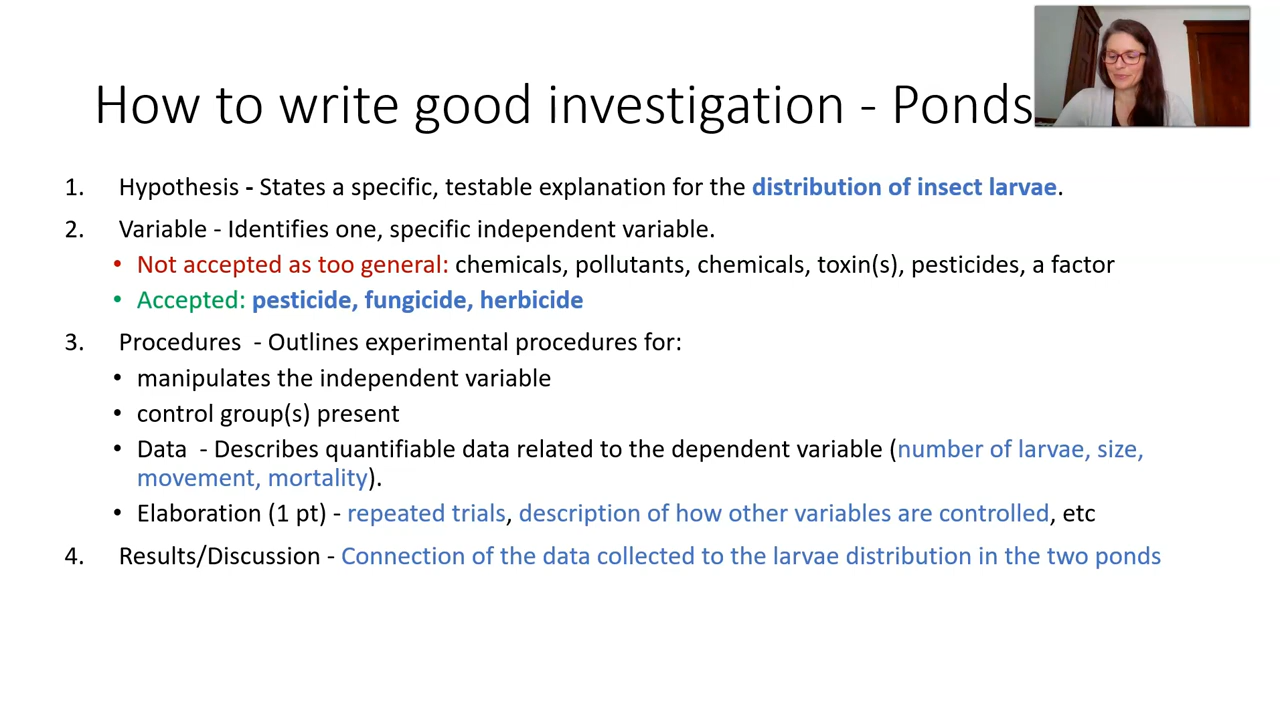 How to write good investigation - Ponds
1. Hypothesis - States a specific, testable explanation for the distribution of insect larvae.
2. Variable - Identifies one, specific independent variable.
• Not accepted as too general: chemicals, pollutants, chemicals, toxin(s), pesticides, a factor
• Accepted: pesticide, fungicide, herbicide
3. Procedures - Outlines experimental procedures for:
• manipulates the independent variable
• control group(s) present
• Data - Describes quantifiable data related to the dependent variable (number of larvae, size,
movement, mortality).
• Elaboration (1 pt) - repeated trials, description of how other variables are controlled, etc
4. Results/Discussion - Connection of the data collected to the larvae distribution in the two ponds